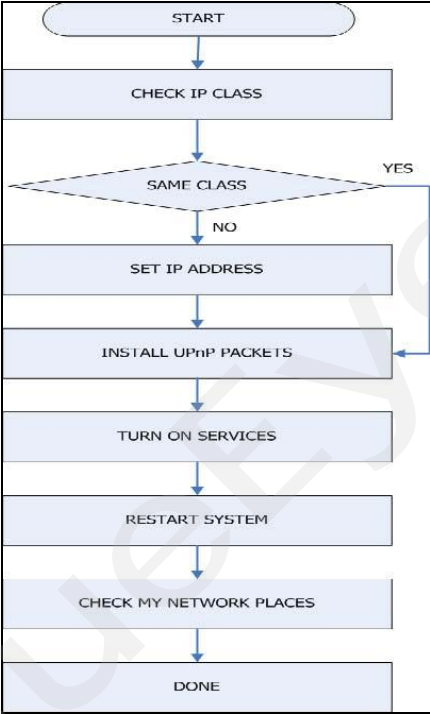 START
CHECK IP CLASS
SAME CLASS
YES
NO
SET IP ADDRESS
INSTALL UPnP PACKETS
TURN ON SERVICES
RESTART SYSTEM
CHECK MY NETWORK PLACES
DONE